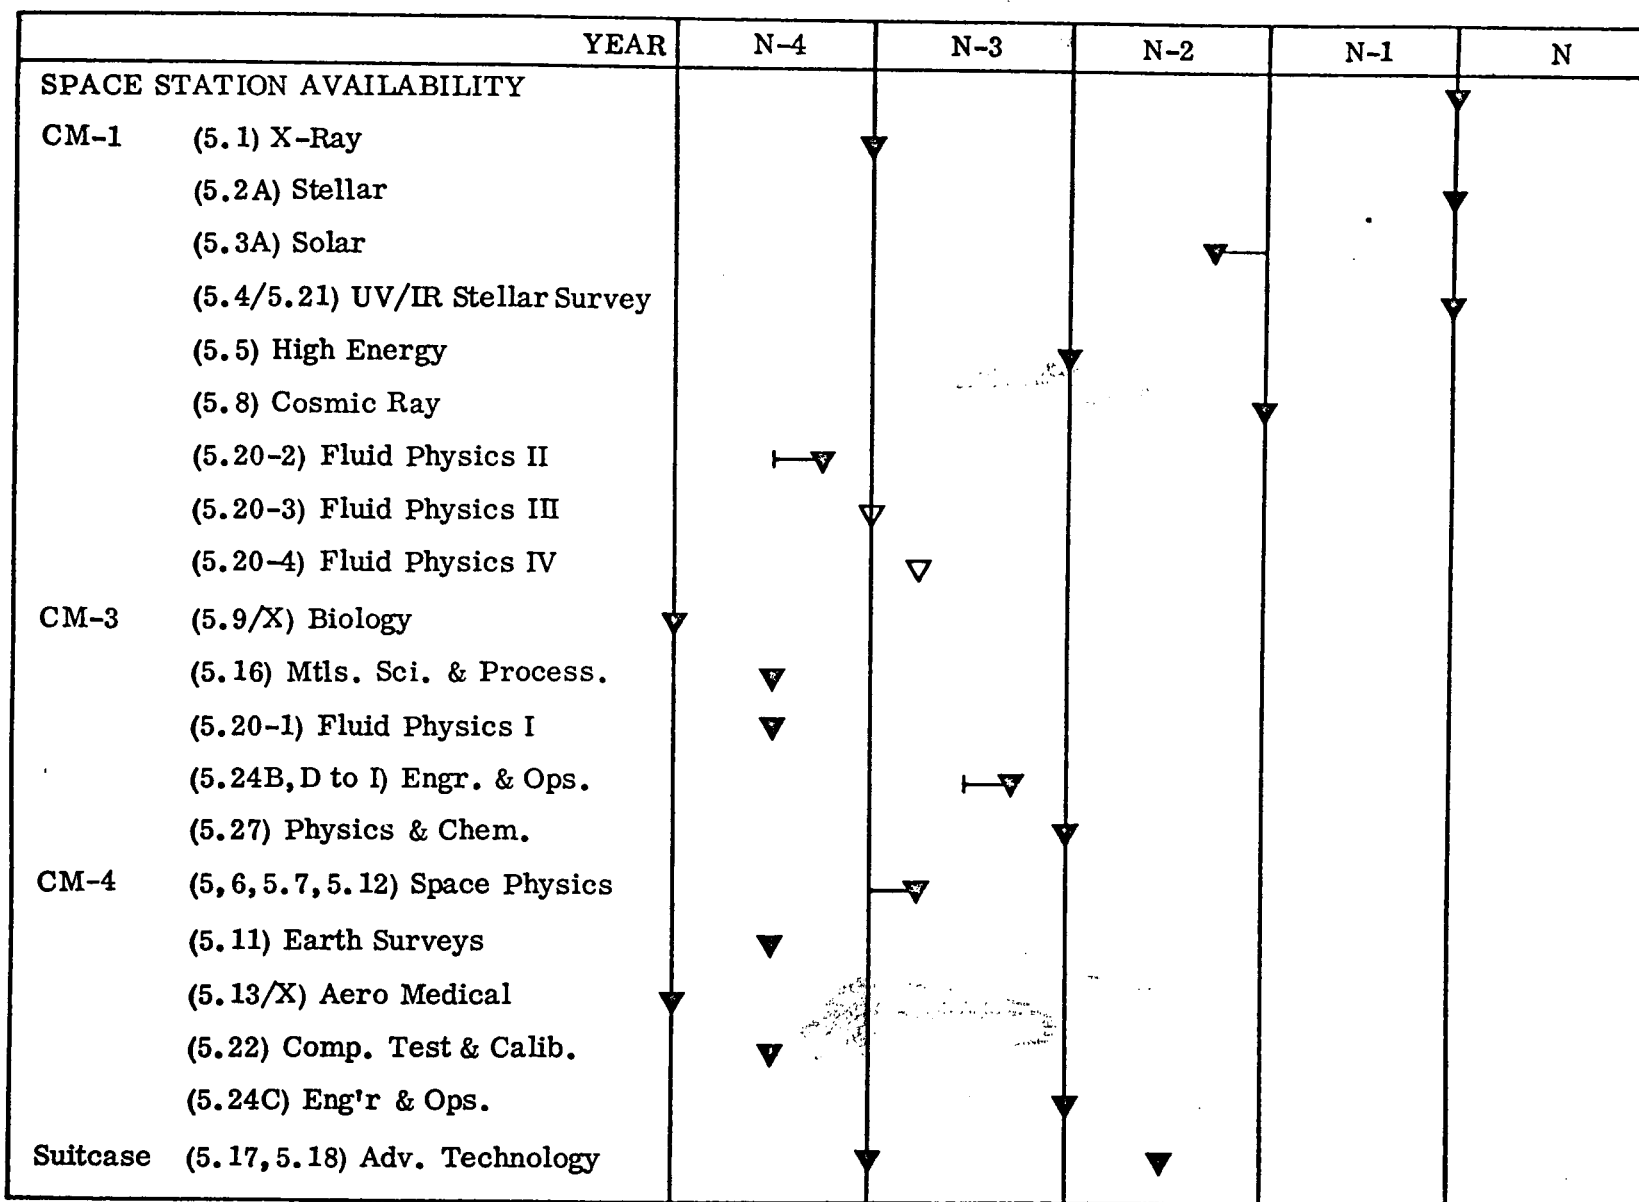 YEAR N-4 N-3 N-2 N-1 N
SPACE STATION AVAILABILITY
CM-1 (5.1) X-Ray
(5.2A) Stellar
(5.3A) Solar
(5.4/5.21) UV/IR Stellar Survey
(5.5) High Energy
(5.8) Cosmic Ray
(5.20-2) Fluid Physics II
(5.20-3) Fluid Physics III
(5.20-4) Fluid Physics IV
CM-3 (5.9/X) Biology
(5.16) Mtls. Sci. & Process.
(5.20-1) Fluid Physics I
(5.24B, D to I) Engr. & Ops.
(5.27) Physics & Chem.
CM-4 (5,6, 5.7, 5.12) Space Physics
(5.11) Earth Surveys
(5.13/X) Aero Medical
(5.22) Comp. Test & Calib.
(5.24C) Eng'r & Ops.
Suitcase (5.17, 5.18) Adv. Technology